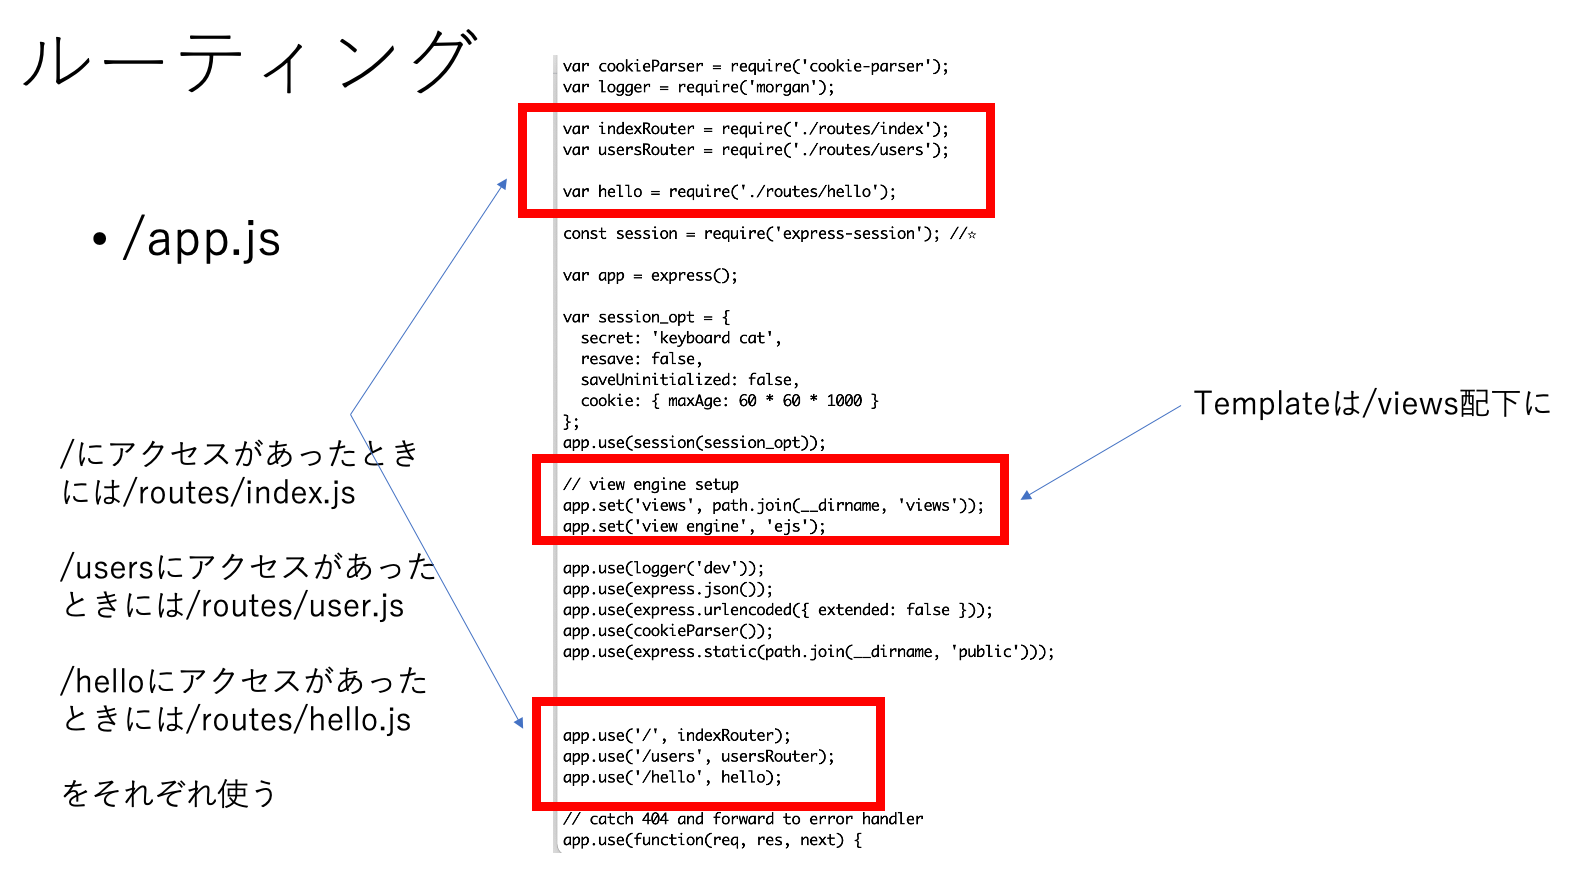 ルーティング
• /app.js
/にアクセスがあったとき
には/routes/index.js
/usersにアクセスがあった
ときには/routes/user.js
/helloにアクセスがあった
ときには/routes/hello.js
をそれぞれ使う
var cookieParser = require('cookie-parser');
var logger = require('morgan');
var indexRouter = require('./routes/index');
var usersRouter = require('./routes/users');
var hello = require('./routes/hello');
const session = require('express-session'); //☆
var app = express();
var session_opt = {
  secret: 'keyboard cat',
  resave: false,
  saveUninitialized: false,
  cookie: { maxAge: 60 * 60 * 1000 }
};
app.use(session(session_opt));
// view engine setup
app.set('views', path.join(__dirname, 'views'));
app.set('view engine', 'ejs');
app.use(logger('dev'));
app.use(express.json());
app.use(express.urlencoded({ extended: false }));
app.use(cookieParser());
app.use(express.static(path.join(__dirname, 'public')));
app.use('/', indexRouter);
app.use('/users', usersRouter);
app.use('/hello', hello);
// catch 404 and forward to error handler
app.use(function(req, res, next) {
Templateは/views配下に